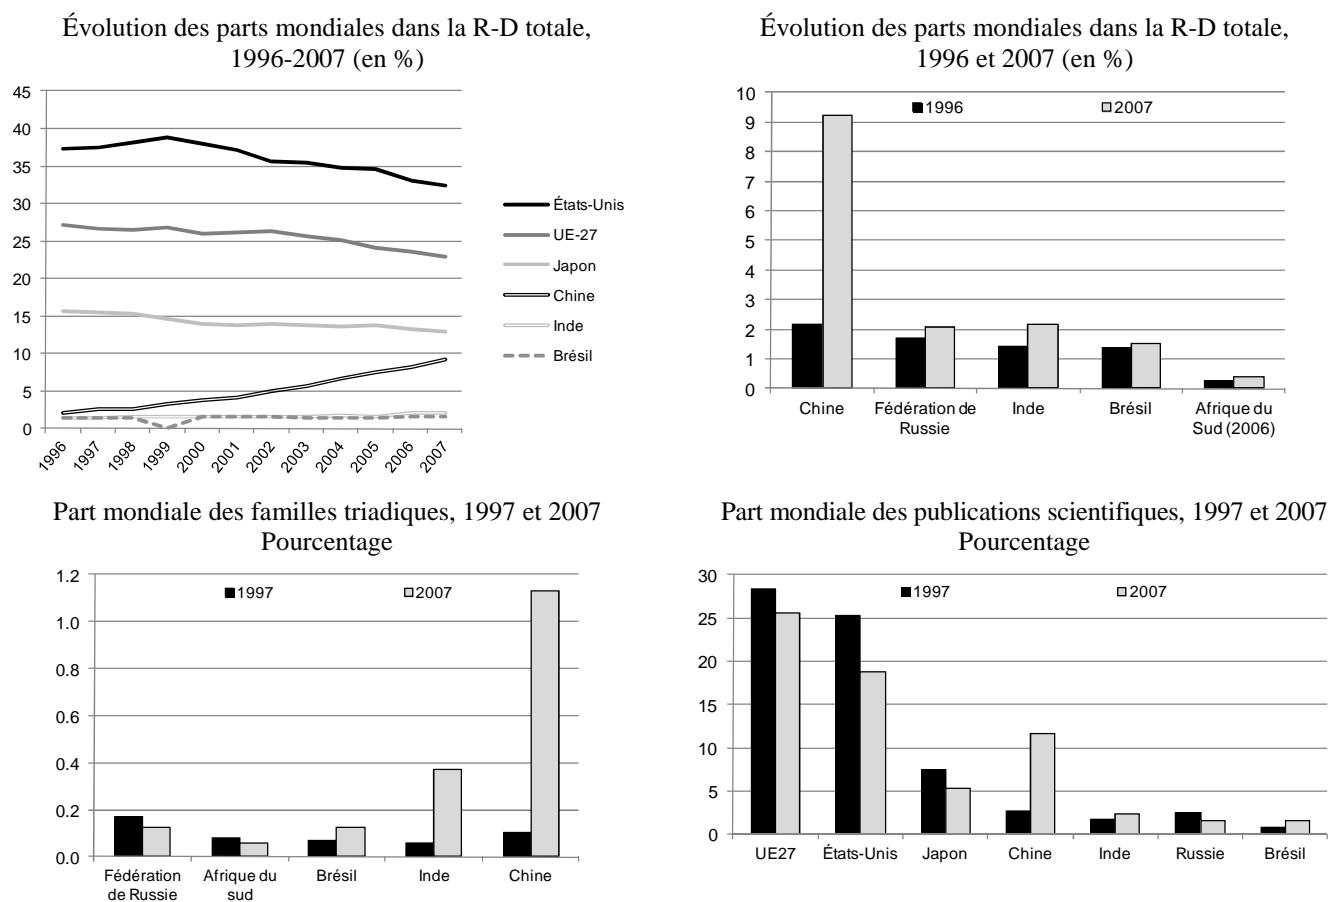 Évolution des parts mondiales dans la R-D totale,
1996-2007 (en %)
45
40
35
30
25
20
15
10
5
0
1996
1997
1998
1999
2000
2001
2002
2003
2004
2005
2006
2007
États-Unis
UE-27
Japon
Chine
Inde
Brésil
Évolution des parts mondiales dans la R-D totale,
1996 et 2007 (en %)
10
9
8
7
6
5
4
3
2
1
0
1996
2007
Chine
Fédération de
Russie
Inde
Brésil
Afrique du
Sud (2006)
Part mondiale des familles triadiques, 1997 et 2007
Pourcentage
1.2
1.0
0.8
0.6
0.4
0.2
0.0
1997
2007
Fédération
de Russie
Afrique du
sud
Brésil
Inde
Chine
Part mondiale des publications scientifiques, 1997 et 2007
Pourcentage
30
25
20
15
10
5
0
1997
2007
UE27
États-Unis
Japon
Chine
Inde
Russie
Brésil